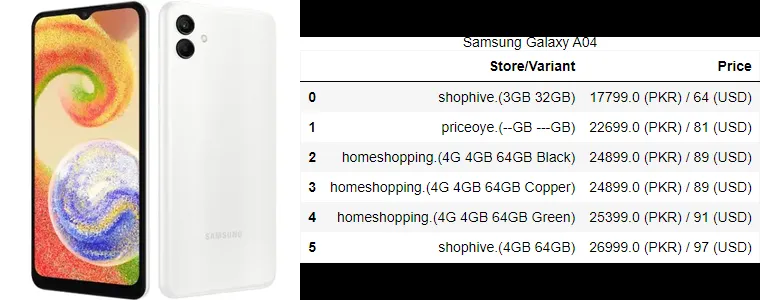 SAMSUNG
Samsung Galaxy A04
Store/Variant Price
0 shophive.(3GB 32GB) 17799.0 (PKR) / 64 (USD)
1 priceoye.(--GB ---GB) 22699.0 (PKR) / 81 (USD)
2 homeshopping.(4G 4GB 64GB Black) 24899.0 (PKR) / 89 (USD)
3 homeshopping.(4G 4GB 64GB Copper) 24899.0 (PKR) / 89 (USD)
4 homeshopping.(4G 4GB 64GB Green) 25399.0 (PKR) / 91 (USD)
5 shophive.(4GB 64GB) 26999.0 (PKR) / 97 (USD)